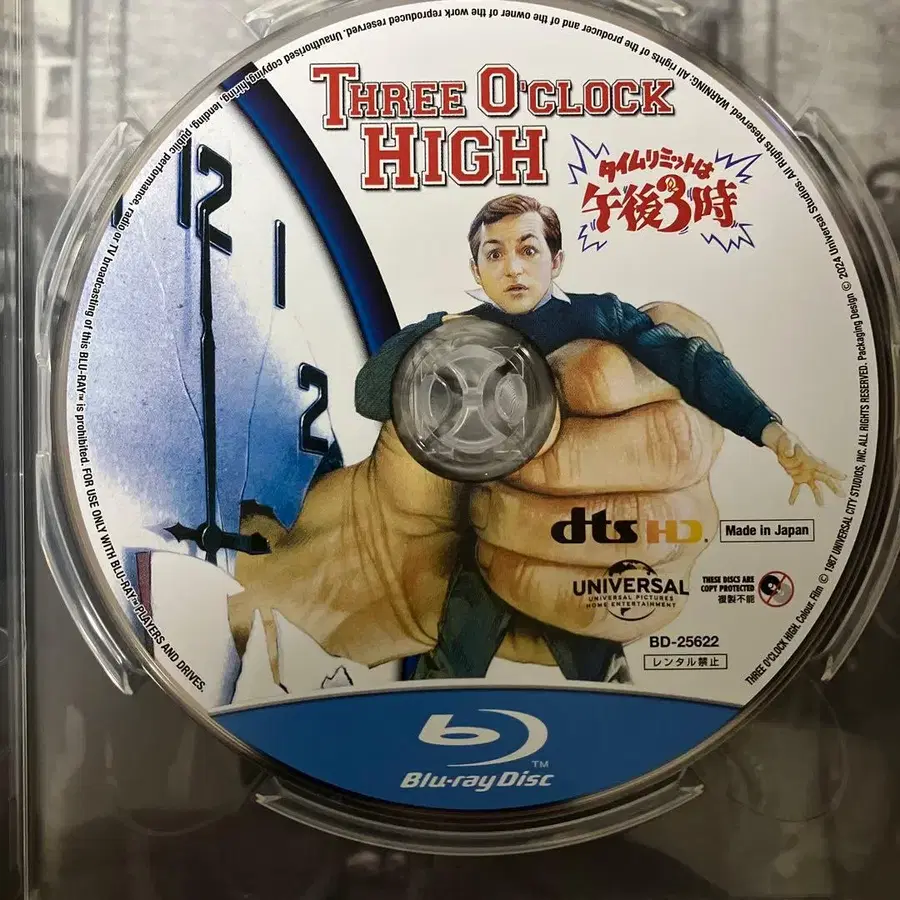 THREE O'CLOCK
HIGH
タイムリミットは
午後3時
12
1
2
dts HD.
Made in Japan
UNIVERSAL
UNIVERSAL PICTURES
HOME ENTERTAINMENT
THESE DISCS ARE
COPY PROTECTED
複製不能
BD-25622
レンタル禁止
Blu-ray Disc
TM
THREE O'CLOCK HIGH. Colour. Film © 1987 UNIVERSAL CITY STUDIOS, INC. ALL RIGHTS RESERVED. Packaging Design © 2024 Universal Studios. All Rights Reserved. WARNING: All rights of the producer and of the owner of the work reproduced reserved. Unauthorised copying, hiring, lending, public performance, radio or TV broadcasting of this BLU-RAY™ is prohibited. FOR USE ONLY WITH BLU-RAY™ PLAYERS AND DRIVES.